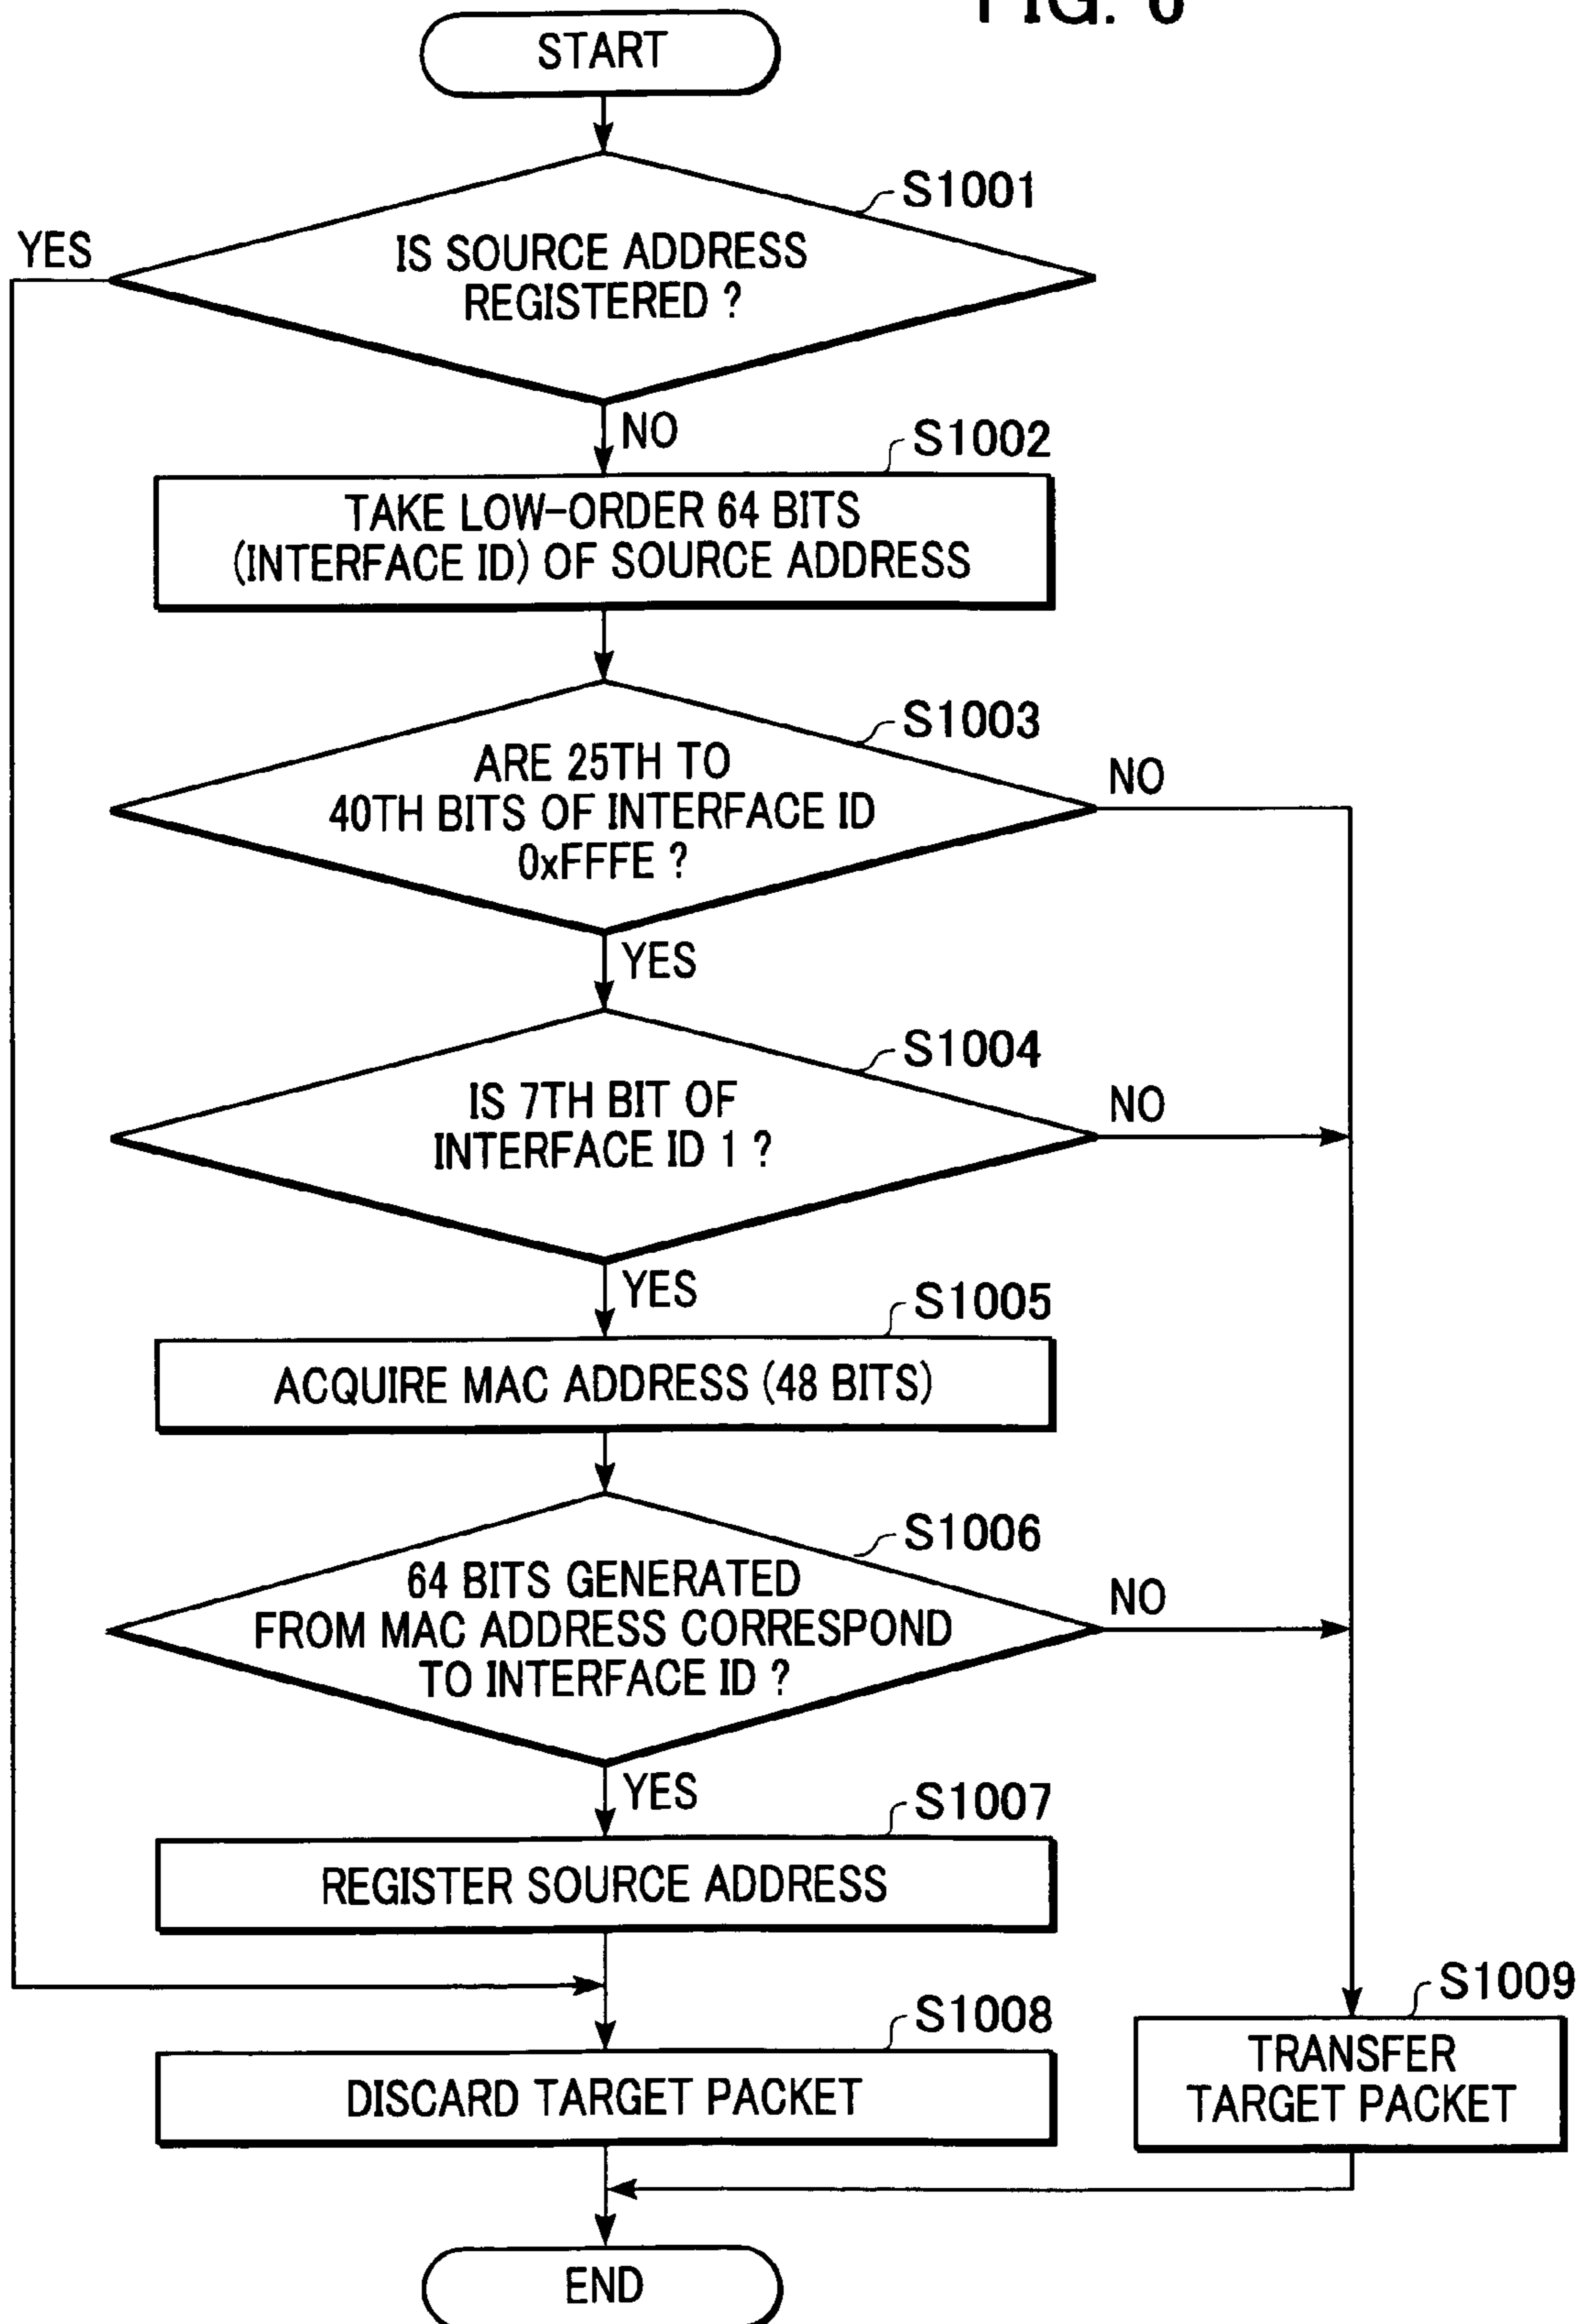 FIG. 6
START
S1001
YES
IS SOURCE ADDRESS
REGISTERED ?
NO
S1002
TAKE LOW-ORDER 64 BITS
(INTERFACE ID) OF SOURCE ADDRESS
S1003
ARE 25TH TO
40TH BITS OF INTERFACE ID
0xFFFE ?
NO
YES
S1004
IS 7TH BIT OF
INTERFACE ID 1 ?
NO
YES
S1005
ACQUIRE MAC ADDRESS (48 BITS)
S1006
64 BITS GENERATED
FROM MAC ADDRESS CORRESPOND
TO INTERFACE ID ?
NO
YES
S1007
REGISTER SOURCE ADDRESS
S1009
TRANSFER
TARGET PACKET
S1008
DISCARD TARGET PACKET
END